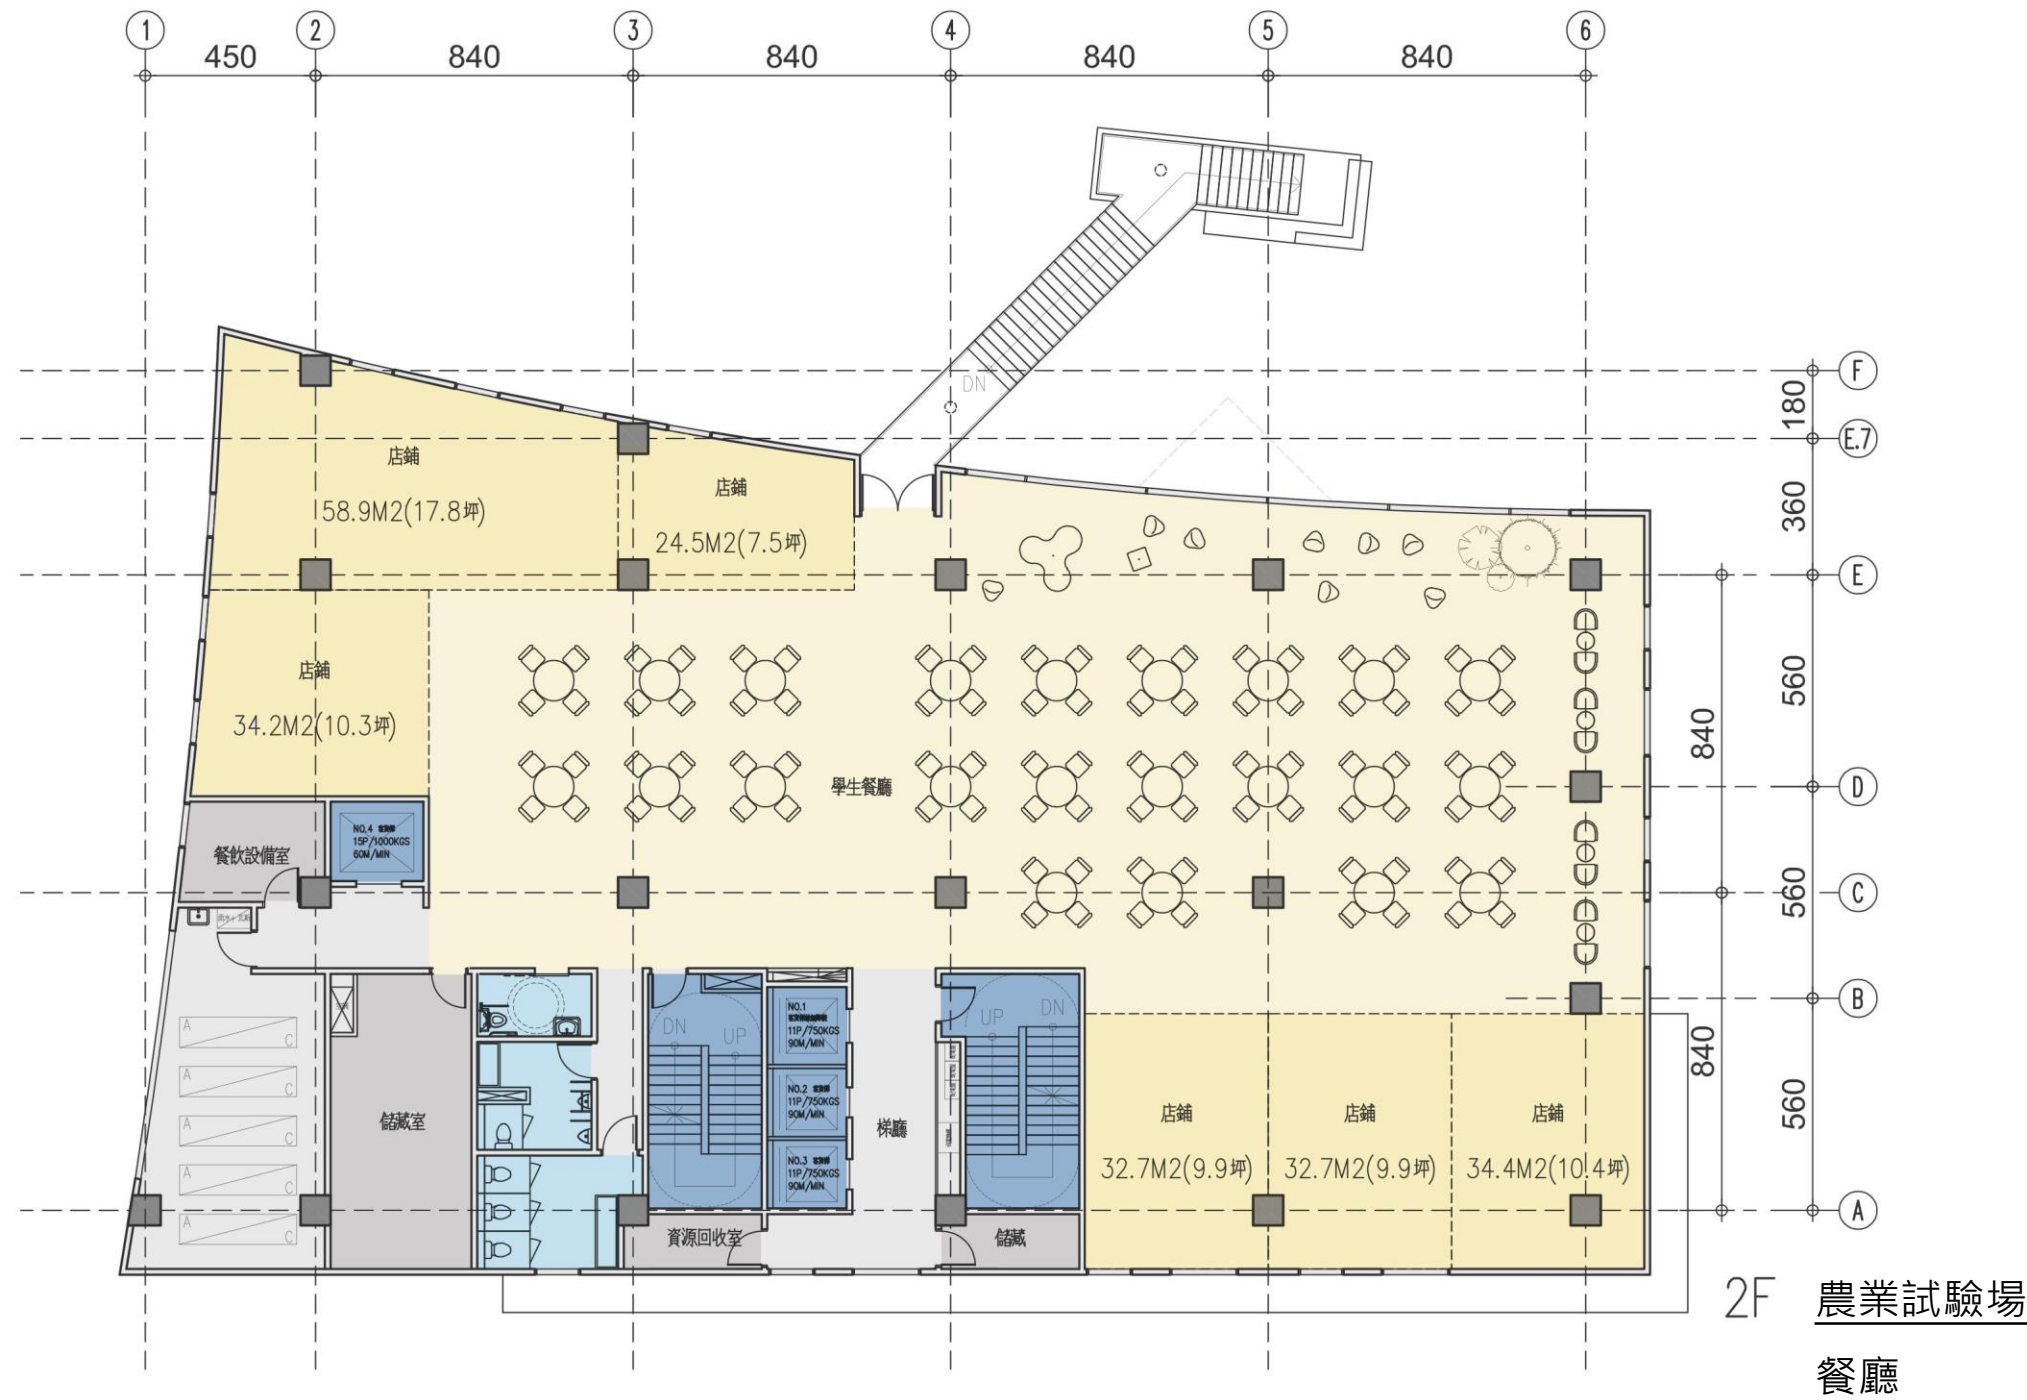 1 2 3 4 5 6
450 840 840 840 840
DN
F
180
E.7
店鋪
58.9M2(17.8坪)
店鋪
24.5M2(7.5坪)
360
E
店鋪
34.2M2(10.3坪)
560
840
學生餐廳
D
NO.4
15P/1000KGS
60M/MIN
餐飲設備室
560
C
B
DN UP
NO.1
11P/750KGS
90M/MIN
UP DN
840
A C
A C
A C
A C
A C
儲藏室
NO.2
11P/750KGS
90M/MIN
梯廳
NO.3
11P/750KGS
90M/MIN
店鋪
32.7M2(9.9坪)
店鋪
32.7M2(9.9坪)
店鋪
34.4M2(10.4坪)
560
A
資源回收室
儲藏
2F 農業試驗場
餐廳